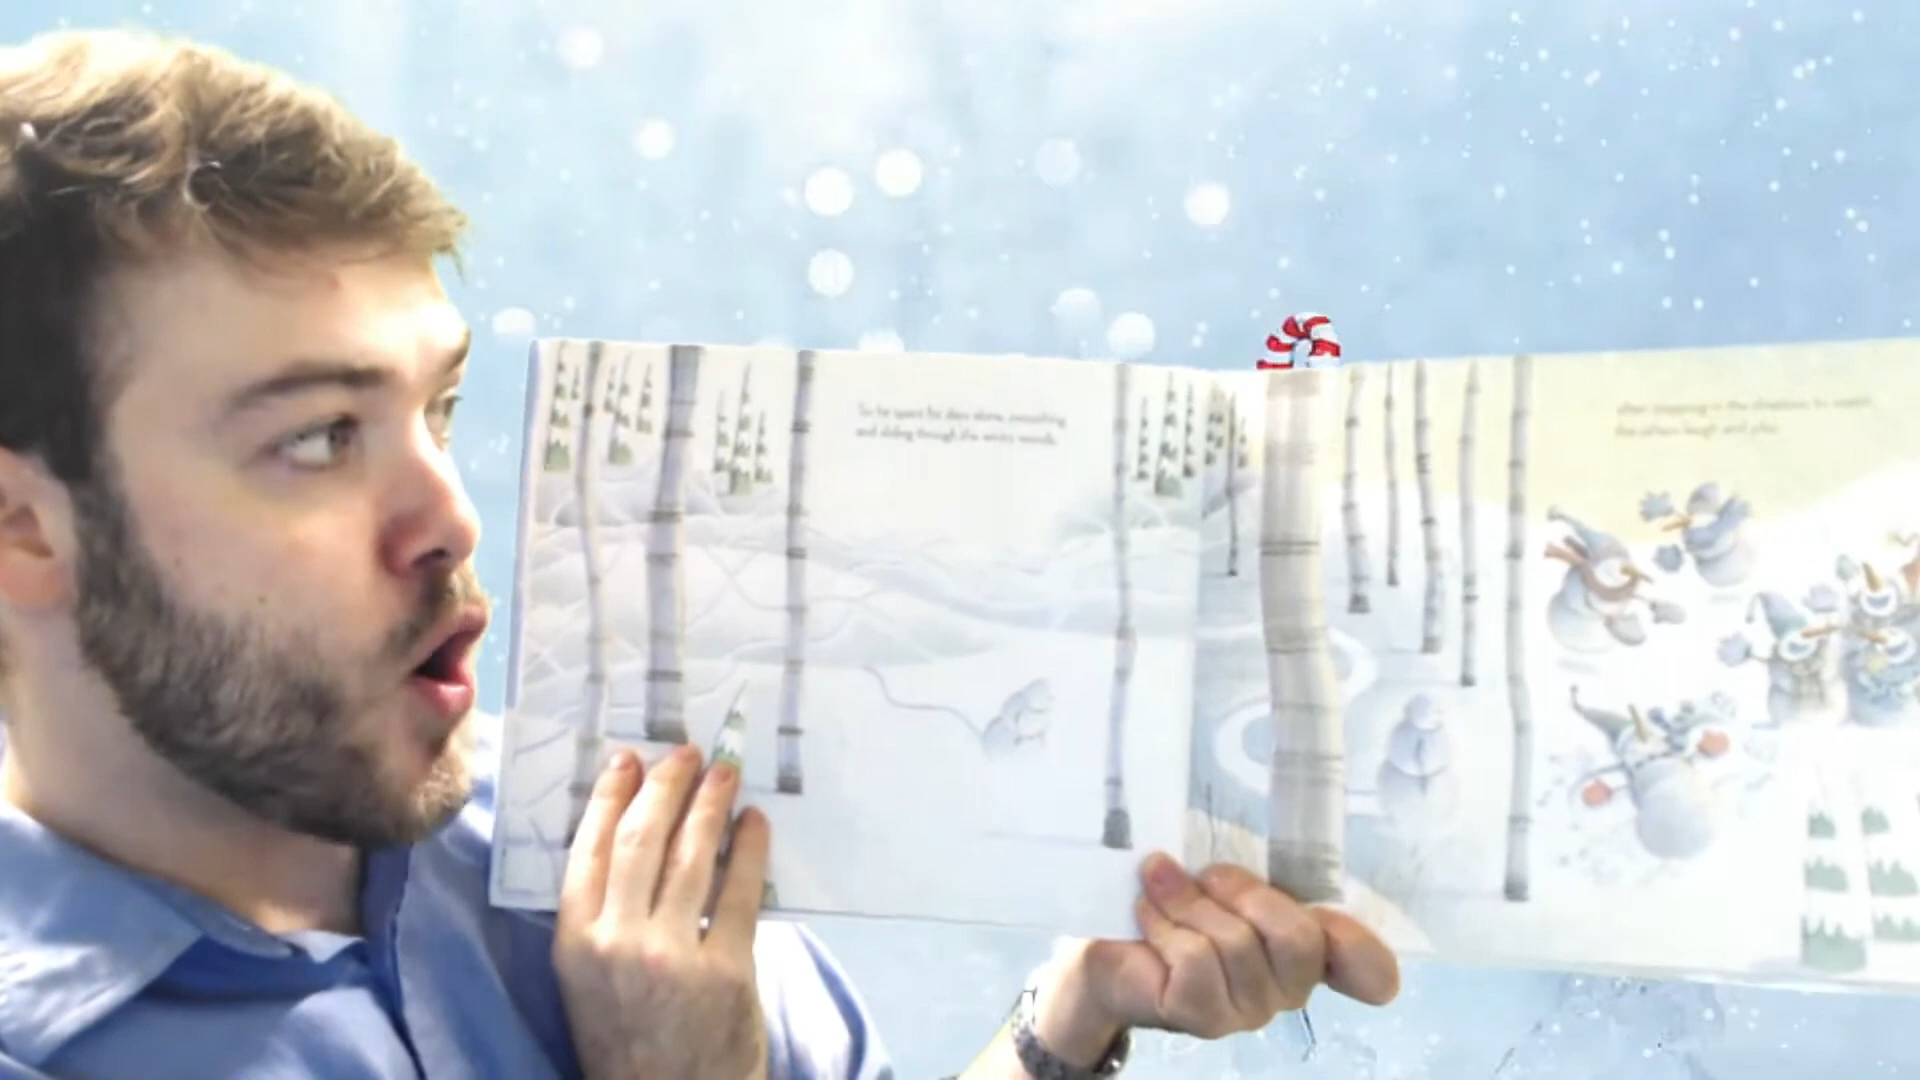 So he spent his days alone, snowshoeing
and sliding through the wintry woods,
often stopping in the shadows to watch
the others laugh and play.